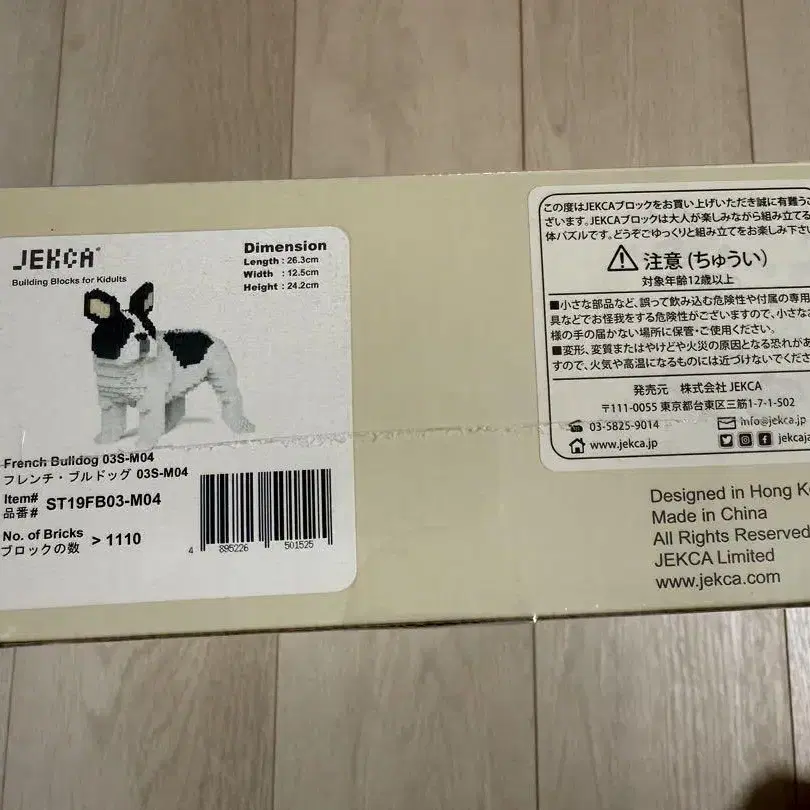 JEKCA®
Building Blocks for Kidults
Dimension
Length : 26.3cm
Width : 12.5cm
Height : 24.2cm
French Bulldog 03S-M04
フレンチ・ブルドッグ 03S-M04
Item# ST19FB03-M04
品番#
No. of Bricks > 1110
ブロックの数
4 895226 501525
この度はJEKCAブロックをお買い上げいただき誠に有難うご
ざいます。JEKCAブロックは大人が楽しみながら組み立てる
体パズルです。どうぞごゆっくりと組み立てをお楽しみ下さい
注意(ちゅうい)
対象年齢12歳以上
■小さな部品など、誤って飲み込む危険性や付属の専用
具などでお怪我をする危険性がございますので、小さなお
様の手の届かない場所に保管・ご使用ください。
■変形、変質またはやけどや火災の原因となる恐れがあ
すので、火気や高温になるものには近づけないでくださ
発売元 株式会社 JEKCA
〒111-0055 東京都台東区三筋1-7-1-502
03-5825-9014 info@jekca.jp
www.jekca.jp jekcaja
Designed in Hong K
Made in China
All Rights Reserved
JEKCA Limited
www.jekca.com